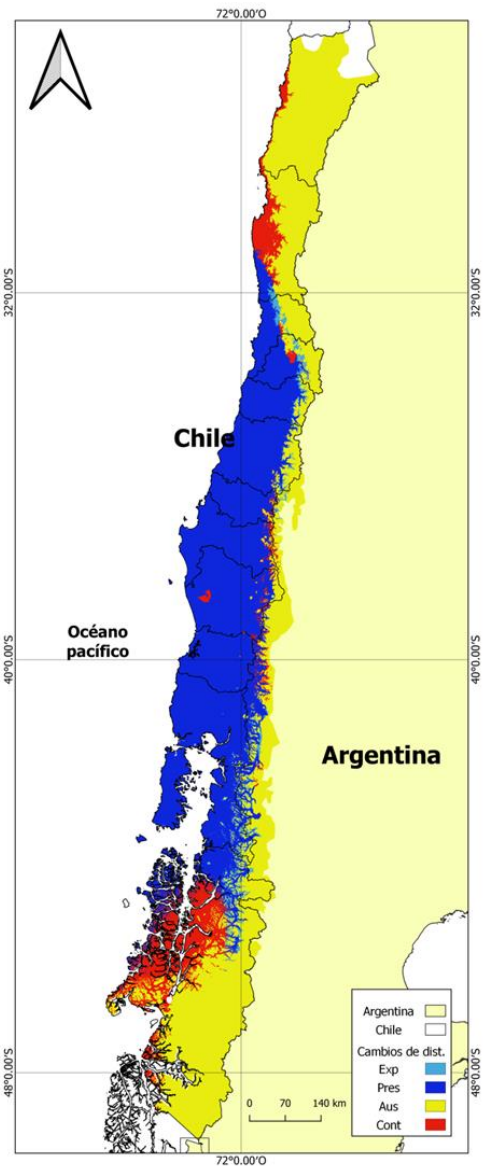 72°0.00'O
32°0.00'S
32°0.00'S
Chile
40°0.00'S
40°0.00'S
Océano
pacífico
Argentina
Argentina
Chile
Cambios de dist.
Exp
Pres
Aus
Cont
48°0.00'S
48°0.00'S
0 70 140 km
72°0.00'O